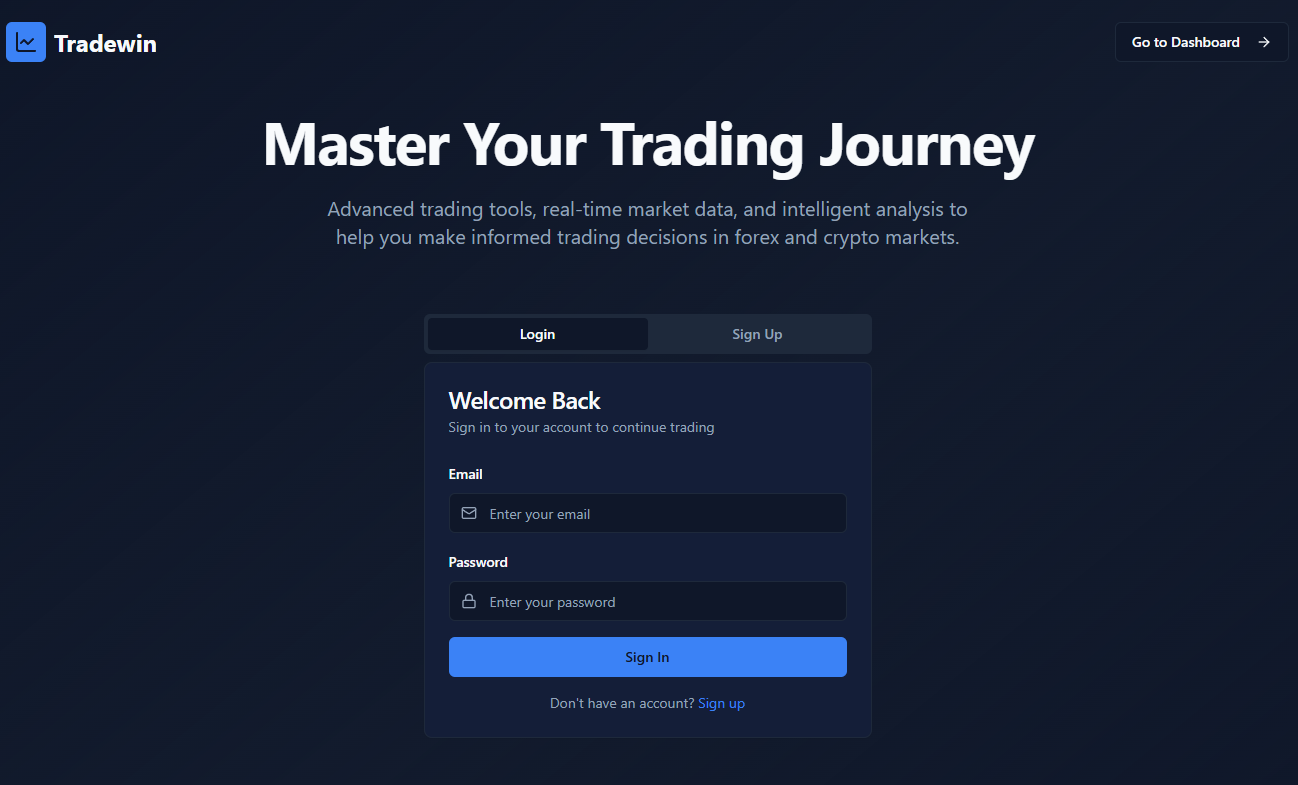 Tradewin
Go to Dashboard
Master Your Trading Journey
Advanced trading tools, real-time market data, and intelligent analysis to
help you make informed trading decisions in forex and crypto markets.
Login
Sign Up
Welcome Back
Sign in to your account to continue trading
Email
Enter your email
Password
Enter your password
Sign In
Don't have an account? Sign up